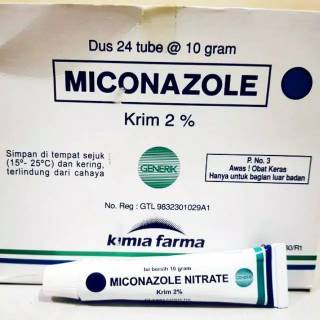 Dus 24 tube @ 10 gram
MICONAZOLE
Krim 2 %
Simpan di tempat sejuk
(15º- 25ºC) dan kering,
terlindung dari cahaya
GENERIK
P. No. 3
Awas ! Obat Keras
Hanya untuk bagian luar badan
No. Reg : GTL 9832301029A1
kimia farma
Isi bersih 10 gram
MICONAZOLE NITRATE
Krim 2%